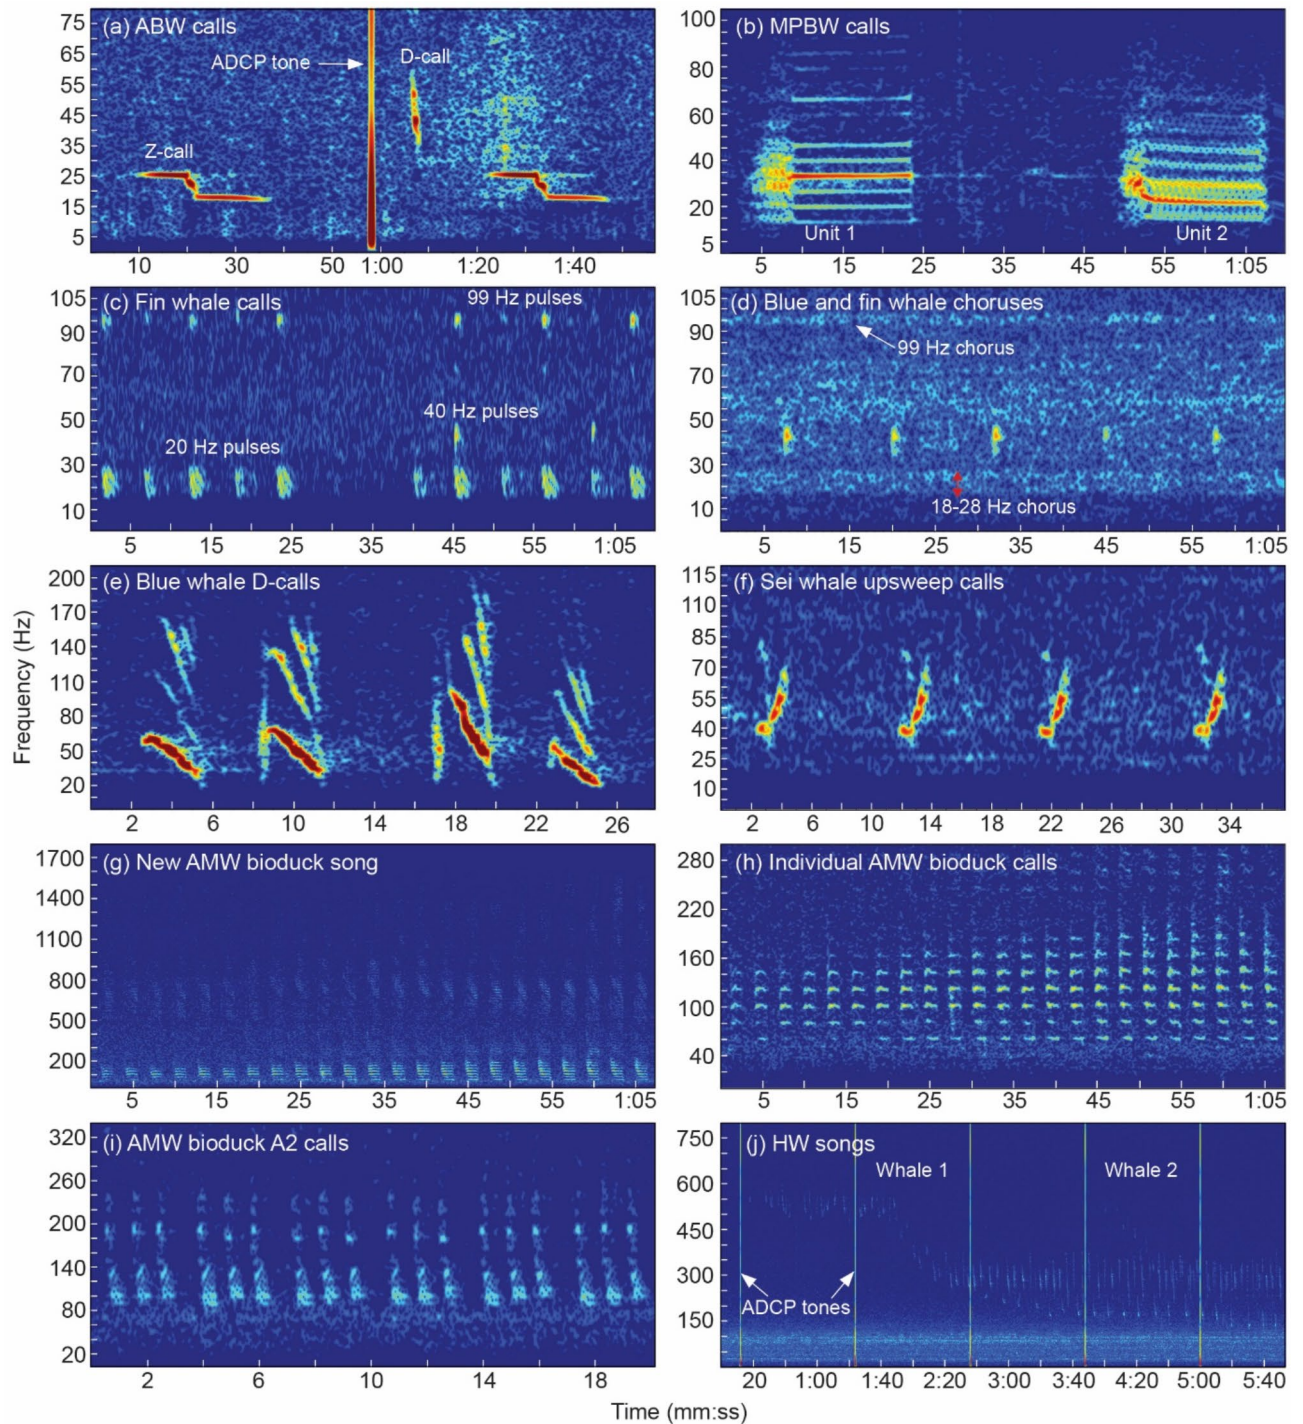 (a) ABW calls
75
65
55
45
35
25
15
5
ADCP tone
D-call
Z-call
10 30 50 1:00 1:20 1:40
(b) MPBW calls
100
80
60
40
20
5
Unit 1
Unit 2
5 15 25 35 45 55 1:05
(c) Fin whale calls
105
90
70
50
30
10
99 Hz pulses
40 Hz pulses
20 Hz pulses
5 15 25 35 45 55 1:05
(d) Blue and fin whale choruses
105
90
70
50
30
10
99 Hz chorus
18-28 Hz chorus
5 15 25 35 45 55 1:05
Frequency (Hz)
(e) Blue whale D-calls
200
170
140
110
80
50
20
2 6 10 14 18 22 26
(f) Sei whale upsweep calls
115
110
85
70
55
40
25
10
2 6 12 14 18 22 26 28 34
(g) New AMW bioduck song
1700
1400
1100
800
500
200
5 15 25 35 45 55 1:05
(h) Individual AMW bioduck calls
280
220
160
100
40
5 15 25 35 45 55 1:05
(i) AMW bioduck A2 calls
320
260
200
140
80
20
2 6 10 14 18
(j) HW songs
750
600
450
300
150
Whale 1
Whale 2
ADCP tones
20 1:00 1:40 2:20 3:00 3:40 4:20 5:00 5:40
Time (mm:ss)